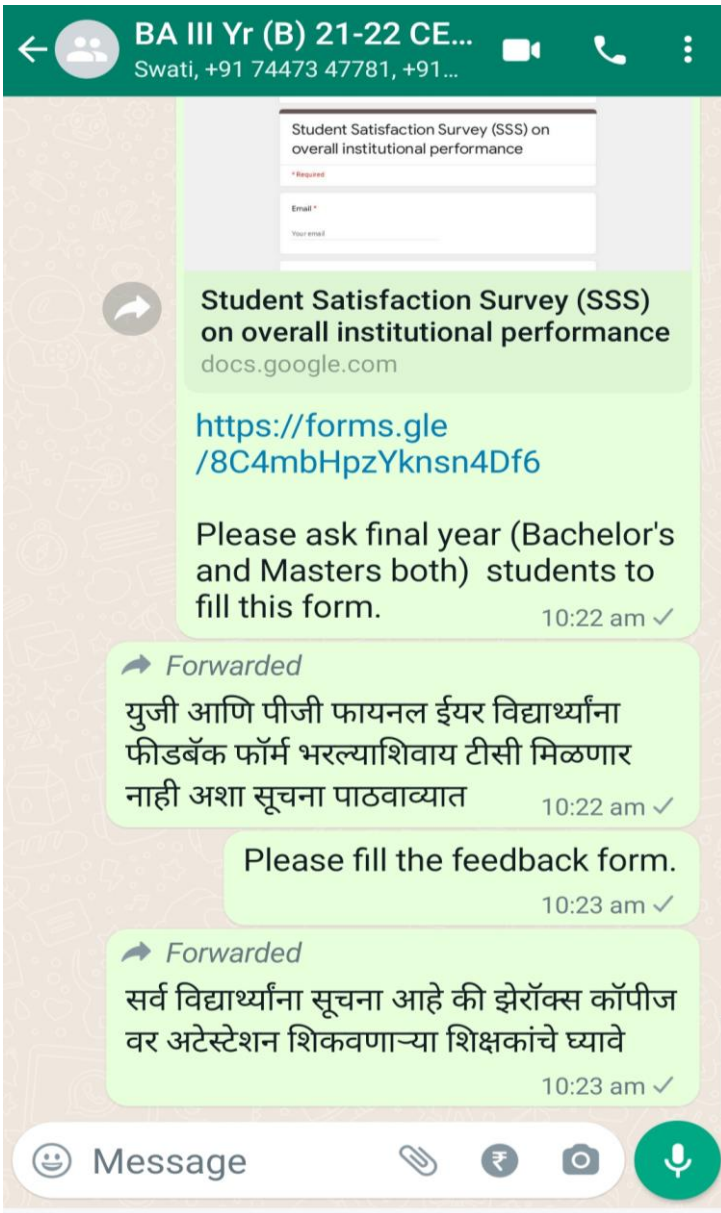 BA III Yr (B) 21-22 CE...
Swati, +91 74473 47781, +91...
Student Satisfaction Survey (SSS) on
overall institutional performance
* Required
Email *
Your email
Student Satisfaction Survey (SSS)
on overall institutional performance
docs.google.com
https://forms.gle
/8C4mbHpzYknsn4Df6
Please ask final year (Bachelor's
and Masters both)  students to
fill this form.
10:22 am
Forwarded
युजी आणि पीजी फायनल ईयर विद्यार्थ्यांना
फीडबॅक फॉर्म भरल्याशिवाय टीसी मिळणार
नाही अशा सूचना पाठवाव्यात
10:22 am
Please fill the feedback form.
10:23 am
Forwarded
सर्व विद्यार्थ्यांना सूचना आहे की झेरॉक्स कॉपीज
वर अटेस्टेशन शिकवणाऱ्या शिक्षकांचे घ्यावे
10:23 am
Message
₹